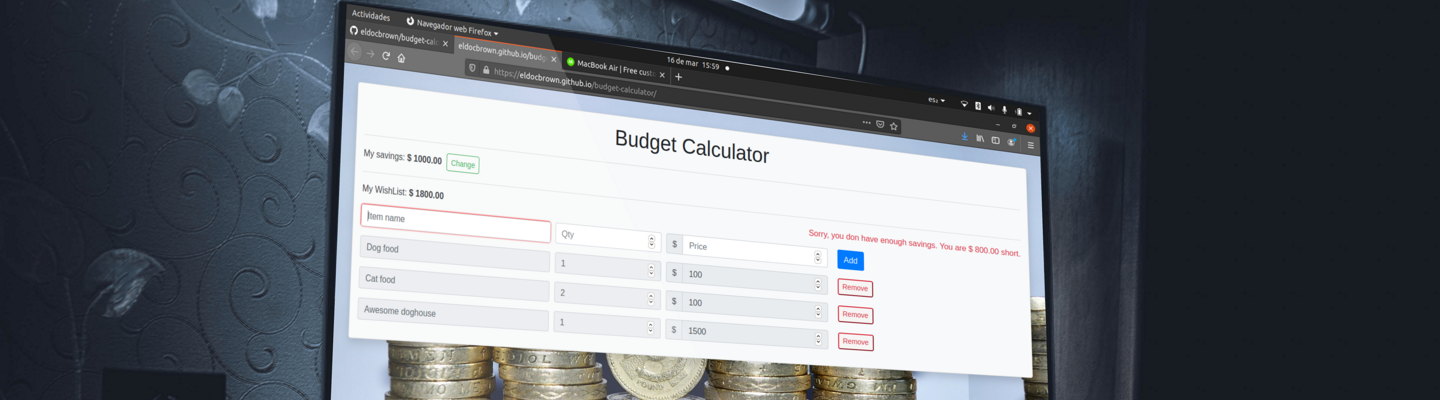 Actividades
Navegador web Firefox
16 de mar 15:59
es₁
eldocbrown/budget-cal
eldocbrown.github.io/budg
MacBook Air | Free cust
https://eldocbrown.github.io/budget-calculator/
Budget Calculator
My savings: $ 1000.00 Change
My WishList: $ 1800.00
Sorry, you don have enough savings. You are $ 800.00 short.
Item name Qty $ Price Add
Dog food 1 $ 100 Remove
Cat food 2 $ 100 Remove
Awesome doghouse 1 $ 1500 Remove
POUND